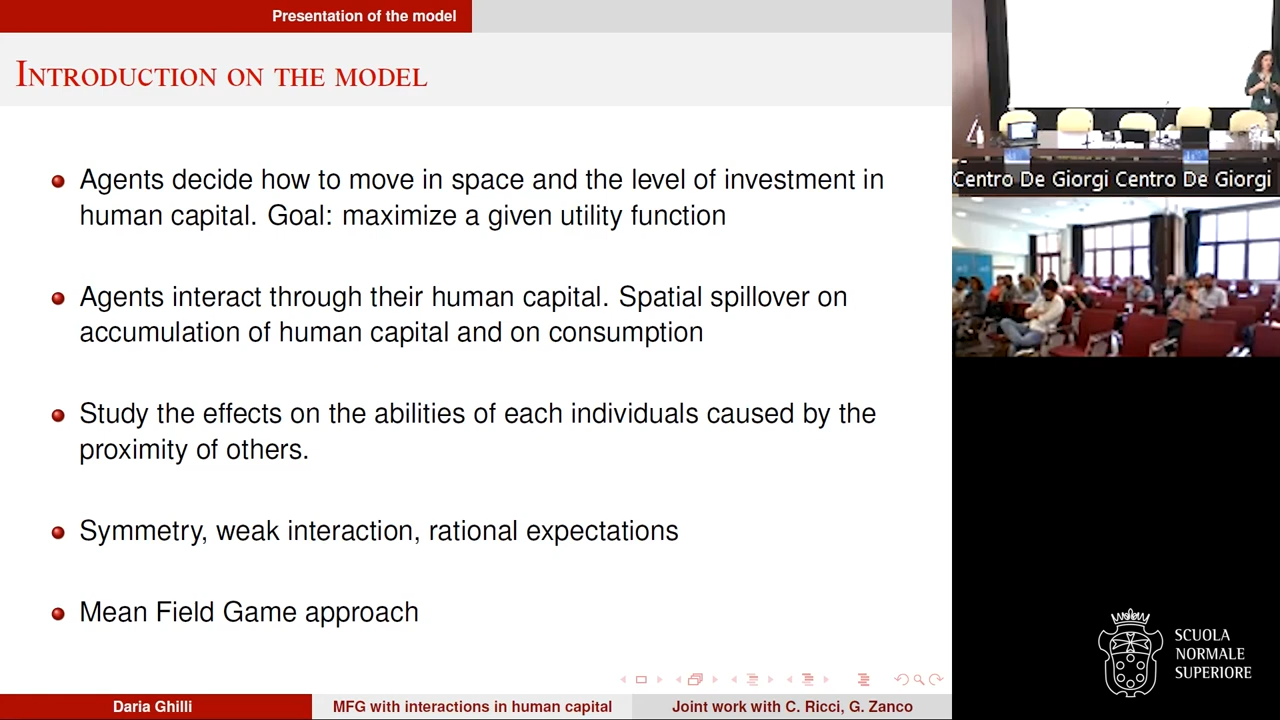 Presentation of the model
INTRODUCTION ON THE MODEL
Agents decide how to move in space and the level of investment in
human capital. Goal: maximize a given utility function
Agents interact through their human capital. Spatial spillover on
accumulation of human capital and on consumption
Study the effects on the abilities of each individuals caused by the
proximity of others.
Symmetry, weak interaction, rational expectations
Mean Field Game approach
Daria Ghilli
MFG with interactions in human capital
Joint work with C. Ricci, G. Zanco
Centro De Giorgi Centro De Giorgi
SCUOLA
NORMALE
SUPERIORE